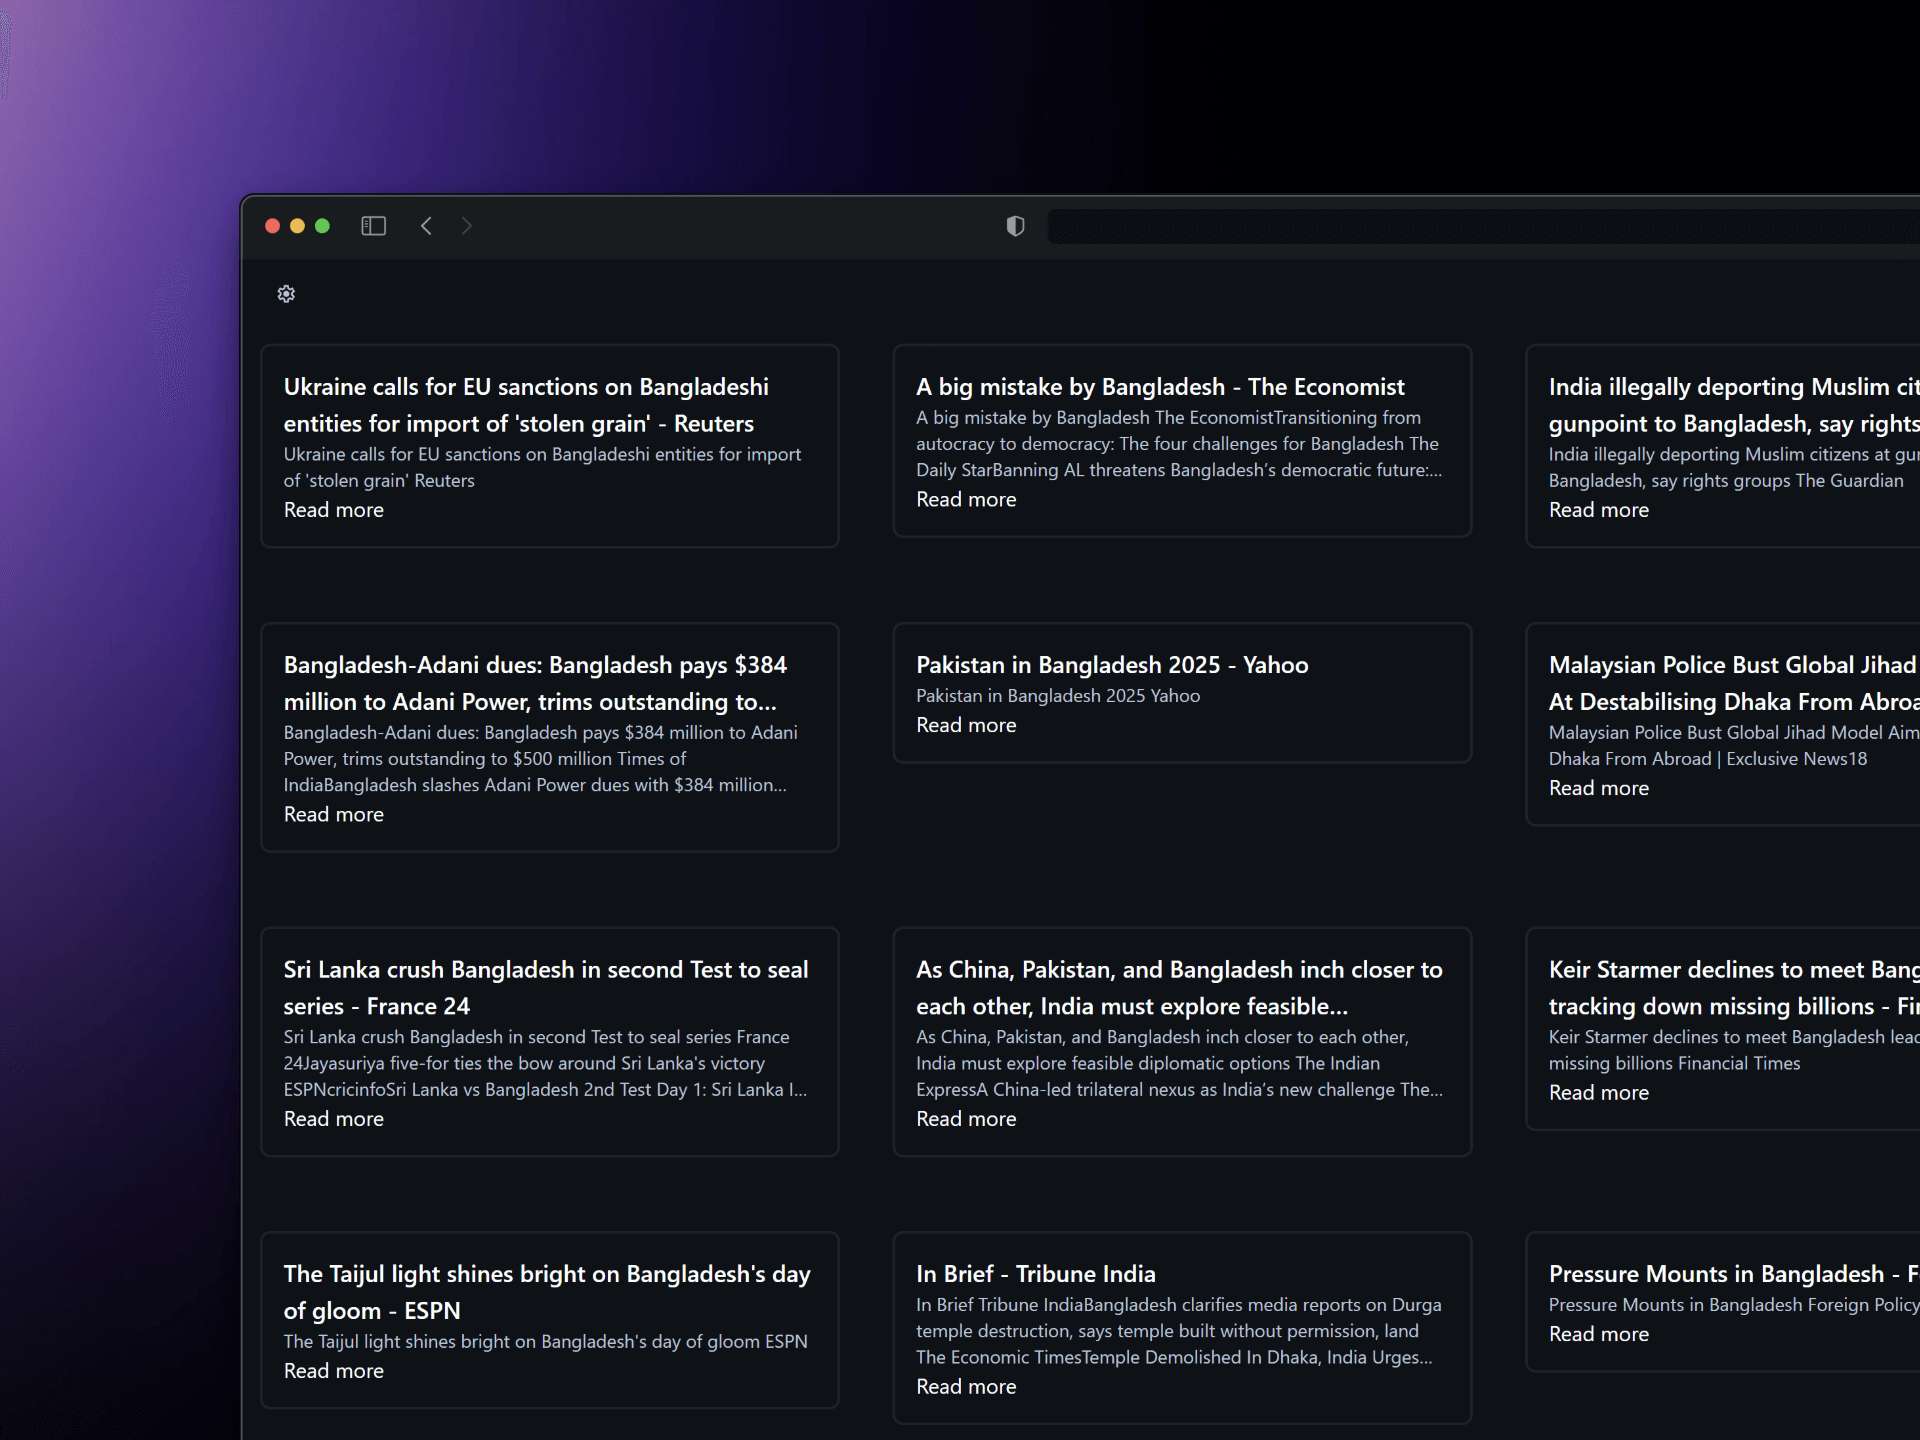 Ukraine calls for EU sanctions on Bangladeshi
entities for import of 'stolen grain' - Reuters
Ukraine calls for EU sanctions on Bangladeshi entities for import
of 'stolen grain' Reuters
Read more
A big mistake by Bangladesh - The Economist
A big mistake by Bangladesh The EconomistTransitioning from
autocracy to democracy: The four challenges for Bangladesh The
Daily StarBanning AL threatens Bangladesh’s democratic future:...
Read more
India illegally deporting Muslim cit
gunpoint to Bangladesh, say rights
India illegally deporting Muslim citizens at gu
Bangladesh, say rights groups The Guardian
Read more
Bangladesh-Adani dues: Bangladesh pays $384
million to Adani Power, trims outstanding to...
Bangladesh-Adani dues: Bangladesh pays $384 million to Adani
Power, trims outstanding to $500 million Times of
IndiaBangladesh slashes Adani Power dues with $384 million...
Read more
Pakistan in Bangladesh 2025 - Yahoo
Pakistan in Bangladesh 2025 Yahoo
Read more
Malaysian Police Bust Global Jihad
At Destabilising Dhaka From Abroa
Malaysian Police Bust Global Jihad Model Aim
Dhaka From Abroad | Exclusive News18
Read more
Sri Lanka crush Bangladesh in second Test to seal
series - France 24
Sri Lanka crush Bangladesh in second Test to seal series France
24Jayasuriya five-for ties the bow around Sri Lanka's victory
ESPNcricinfoSri Lanka vs Bangladesh 2nd Test Day 1: Sri Lanka l...
Read more
As China, Pakistan, and Bangladesh inch closer to
each other, India must explore feasible...
As China, Pakistan, and Bangladesh inch closer to each other,
India must explore feasible diplomatic options The Indian
ExpressA China-led trilateral nexus as India’s new challenge The...
Read more
Keir Starmer declines to meet Bang
tracking down missing billions - Fi
Keir Starmer declines to meet Bangladesh lead
missing billions Financial Times
Read more
The Taijul light shines bright on Bangladesh's day
of gloom - ESPN
The Taijul light shines bright on Bangladesh's day of gloom ESPN
Read more
In Brief - Tribune India
In Brief Tribune IndiaBangladesh clarifies media reports on Durga
temple destruction, says temple built without permission, land
The Economic TimesTemple Demolished In Dhaka, India Urges...
Read more
Pressure Mounts in Bangladesh - F
Pressure Mounts in Bangladesh Foreign Policy
Read more